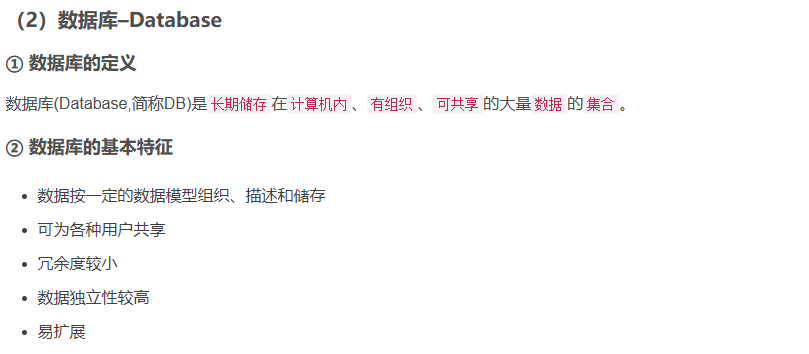 （2）数据库–Database
① 数据库的定义
数据库(Database,简称DB)是长期储存在计算机内、有组织、可共享的大量数据的集合。
② 数据库的基本特征
• 数据按一定的数据模型组织、描述和储存
• 可为各种用户共享
• 冗余度较小
• 数据独立性较高
• 易扩展